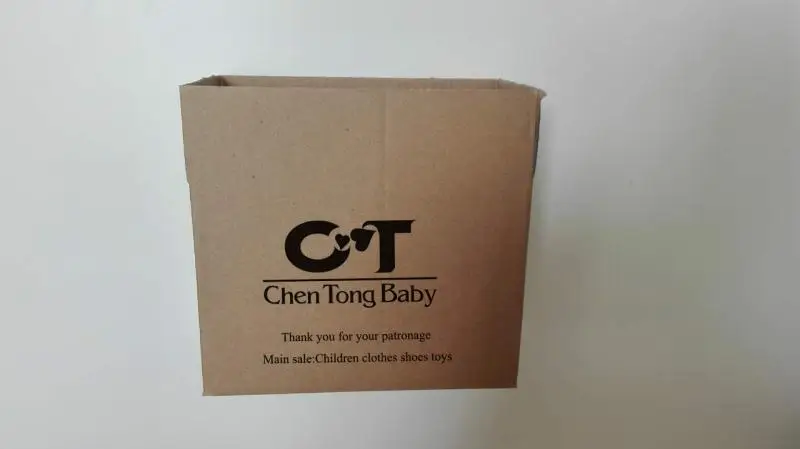 CT
Chen Tong Baby
Thank you for your patronage
Main sale:Children clothes shoes toys